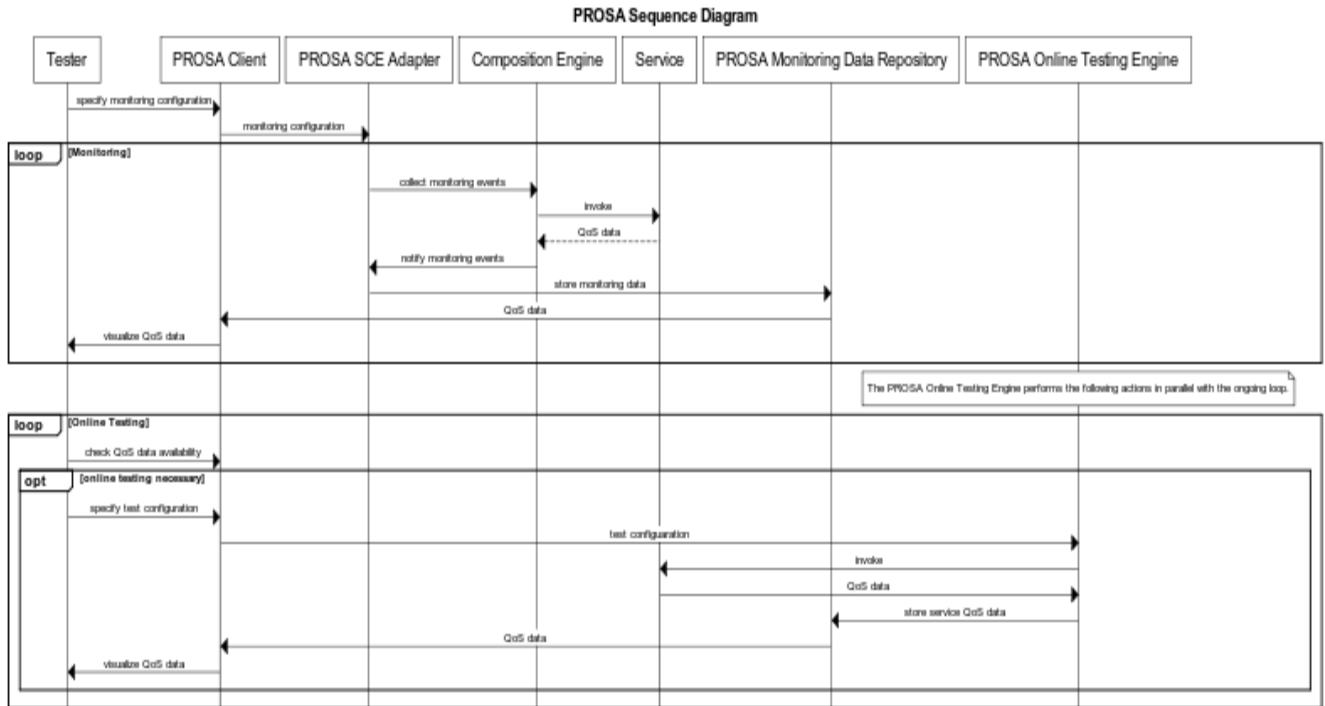 PROSA Sequence Diagram
Tester
PROSA Client
PROSA SCE Adapter
Composition Engine
Service
PROSA Monitoring Data Repository
PROSA Online Testing Engine
specify monitoring configuration
monitoring configuration
loop
[Monitoring]
collect monitoring events
invoke
QoS data
notify monitoring events
store monitoring data
QoS data
visualize QoS data
The PROSA Online Testing Engine performs the following actions in parallel with the ongoing loop.
loop
[Online Testing]
check QoS data availability
opt
[online testing necessary]
specify test configuration
test configuaration
invoke
QoS data
store service QoS data
QoS data
visualize QoS data